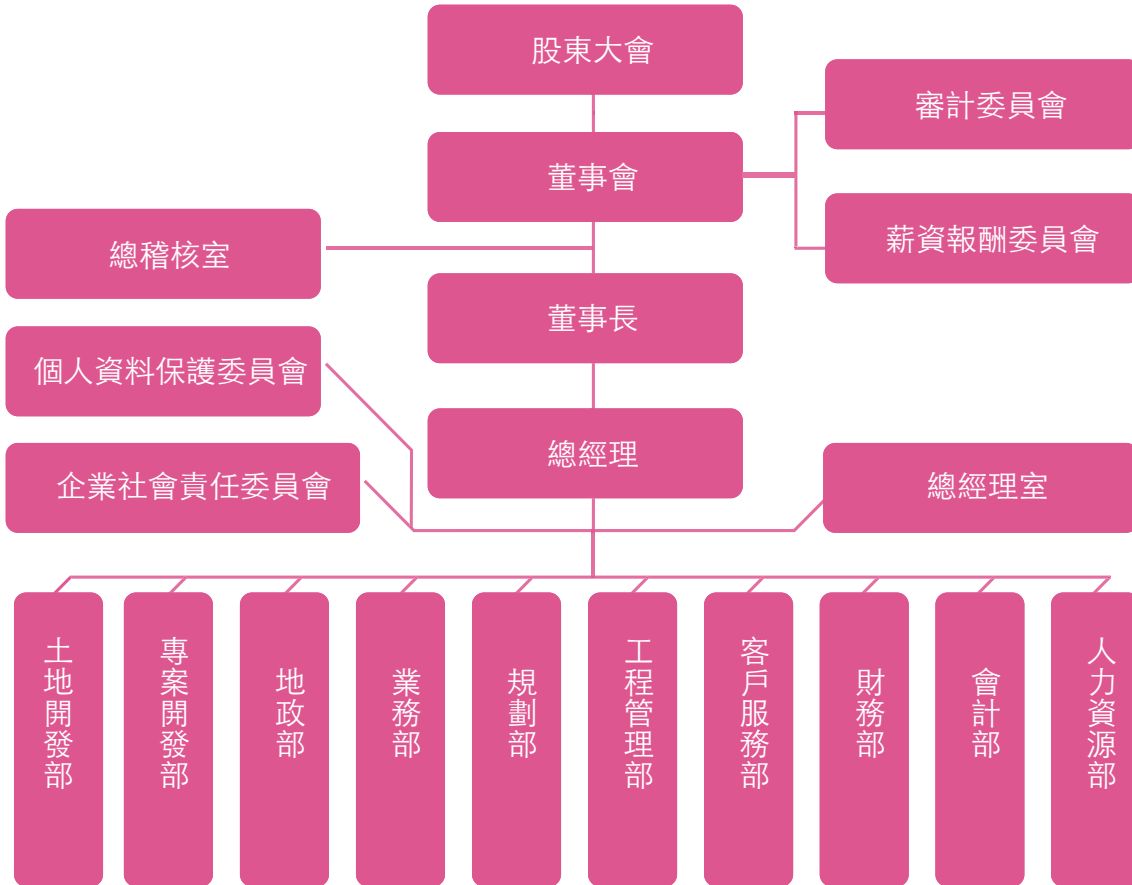 股東大會
審計委員會
董事會
薪資報酬委員會
總稽核室
董事長
個人資料保護委員會
總經理
企業社會責任委員會
總經理室
土地開發部
專案開發部
地政部
業務部
規劃部
工程管理部
客戶服務部
財務部
會計部
人力資源部